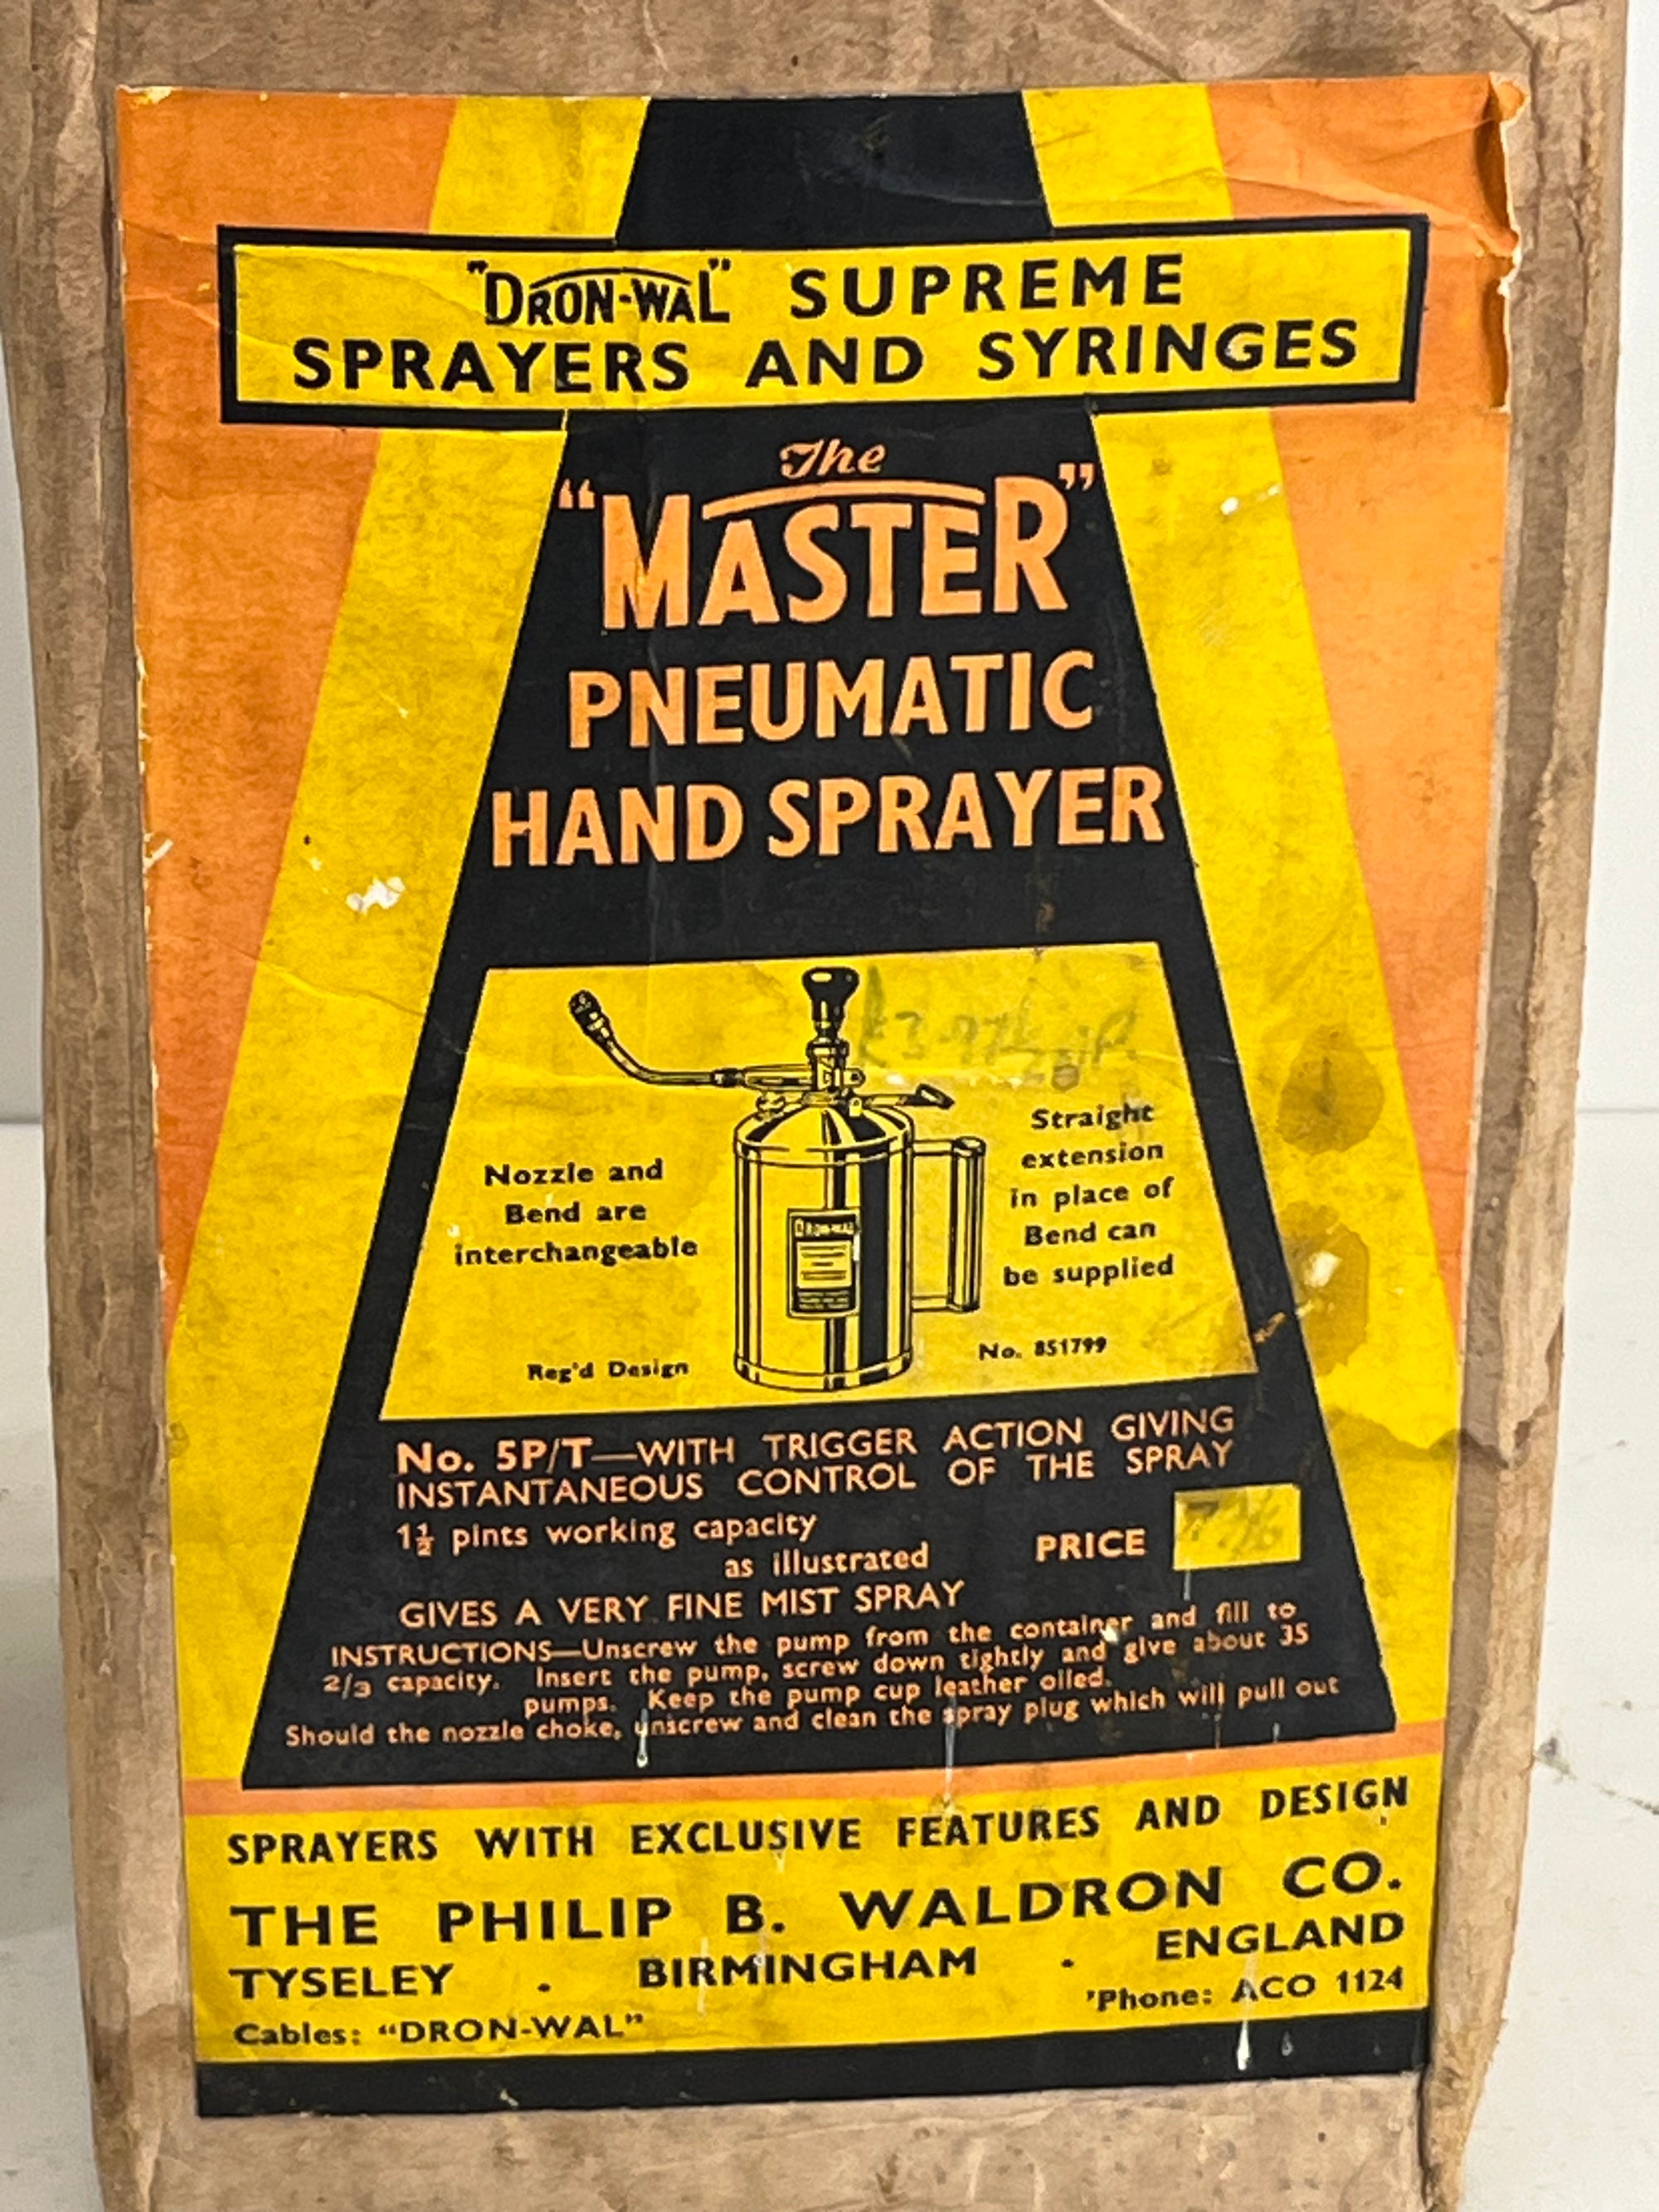 "DRON-WAL" SUPREME
SPRAYERS AND SYRINGES
The
"MASTER"
PNEUMATIC
HAND SPRAYER
Nozzle and
Bend are
interchangeable
Straight
extension
in place of
Bend can
be supplied
Reg'd Design
No. 851799
No. 5P/T—WITH TRIGGER ACTION GIVING
INSTANTANEOUS CONTROL OF THE SPRAY
1½ pints working capacity
as illustrated
PRICE
GIVES A VERY FINE MIST SPRAY
INSTRUCTIONS—Unscrew the pump from the container and fill to
2/3 capacity. Insert the pump, screw down tightly and give about 35
pumps. Keep the pump cup leather oiled.
Should the nozzle choke, unscrew and clean the spray plug which will pull out
SPRAYERS WITH EXCLUSIVE FEATURES AND DESIGN
THE PHILIP B. WALDRON CO.
TYSELEY . BIRMINGHAM . ENGLAND
Cables: "DRON-WAL"
'Phone: ACO 1124